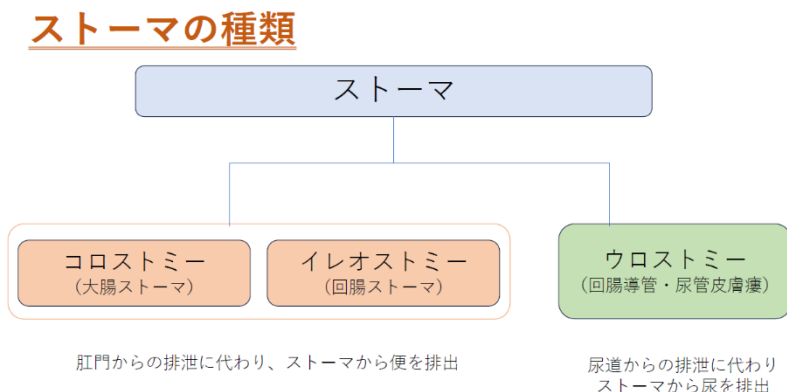 ストーマの種類
ストーマ
コロストミー
（大腸ストーマ）
イレオストミー
（回腸ストーマ）
ウロストミー
（回腸導管・尿管皮膚瘻）
肛門からの排泄に代わり、ストーマから便を排出
尿道からの排泄に代わり
ストーマから尿を排出